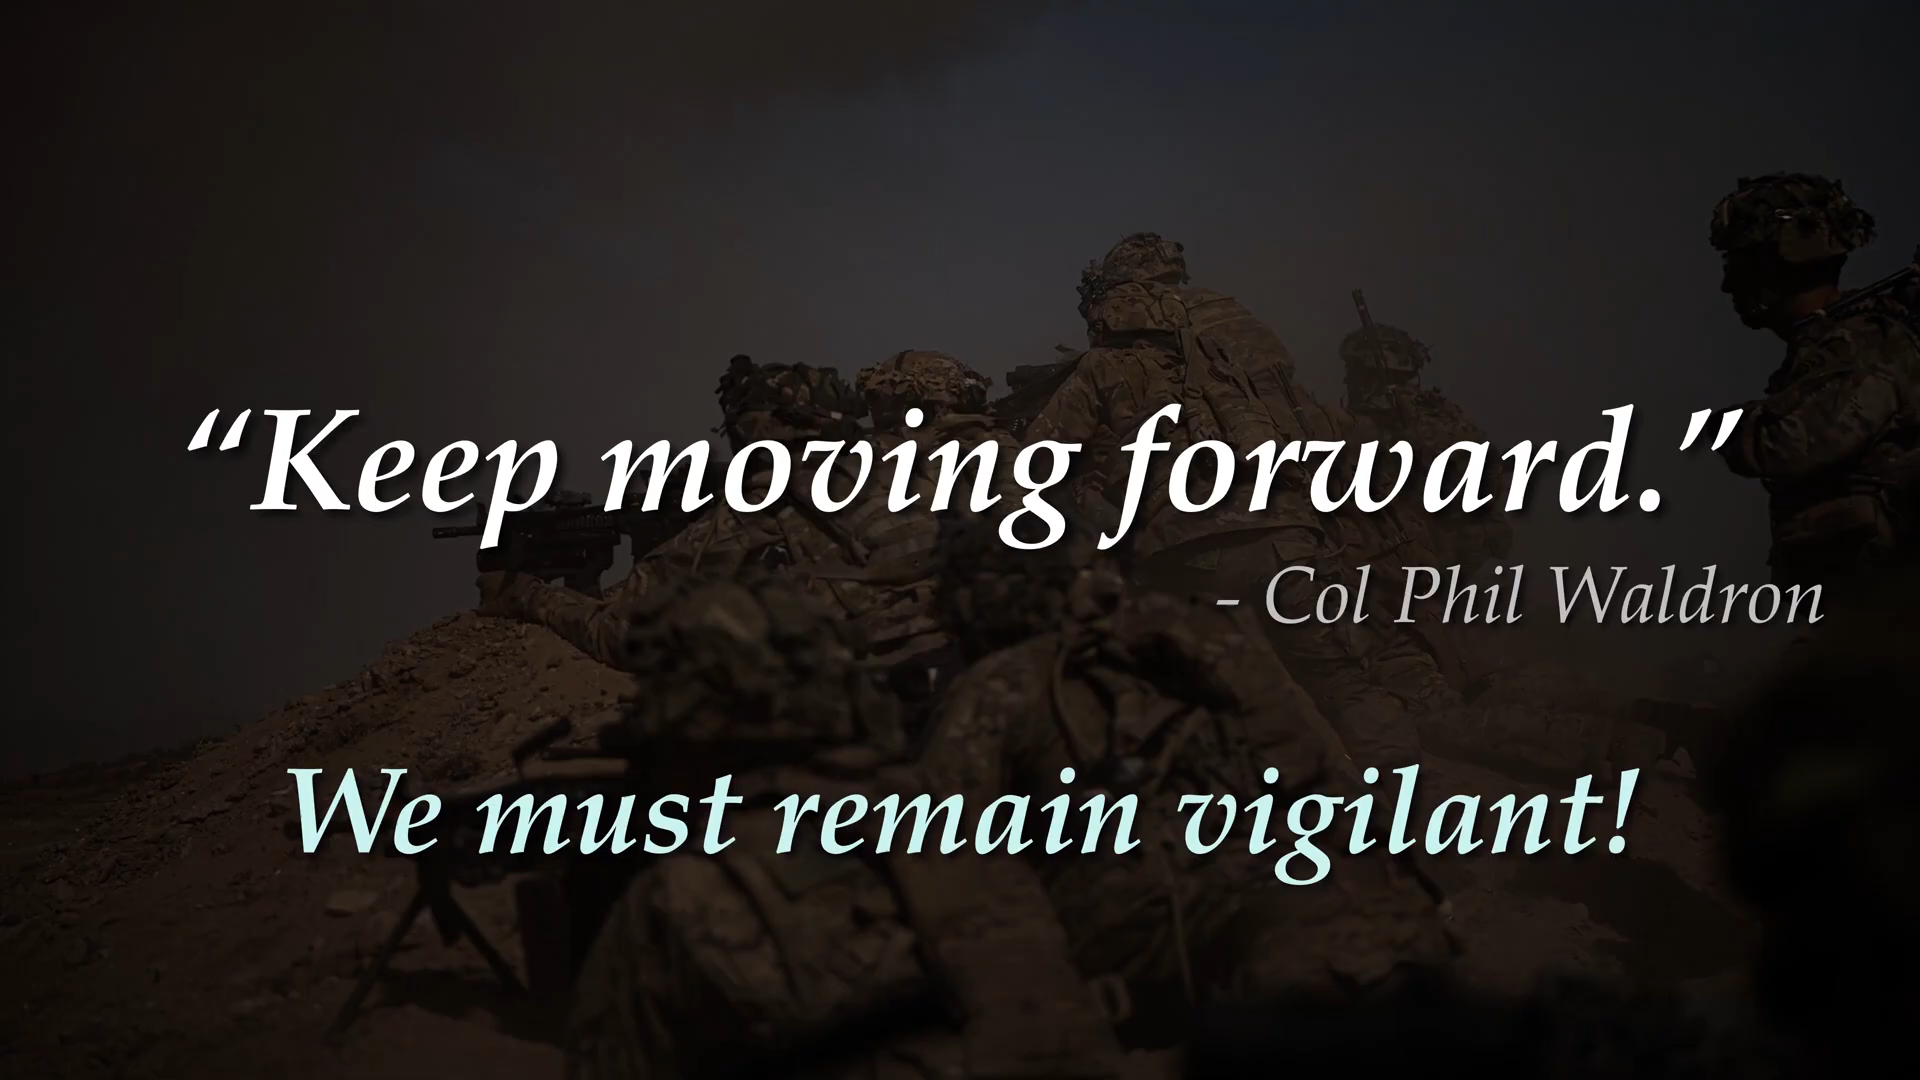 “Keep moving forward.”
- Col Phil Waldron
We must remain vigilant!